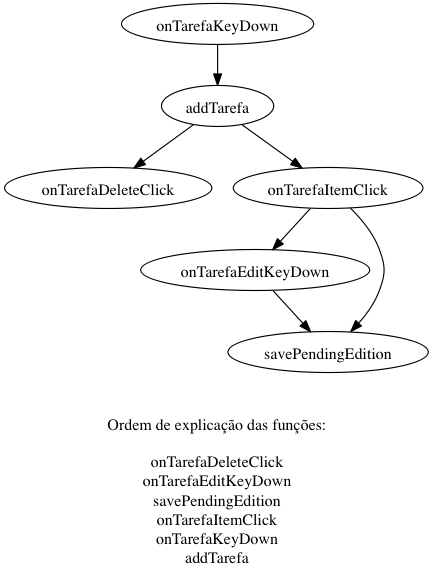 onTarefaKeyDown
addTarefa
onTarefaDeleteClick
onTarefaItemClick
onTarefaEditKeyDown
savePendingEdition
Ordem de explicação das funções:
onTarefaDeleteClick
onTarefaEditKeyDown
savePendingEdition
onTarefaItemClick
onTarefaKeyDown
addTarefa